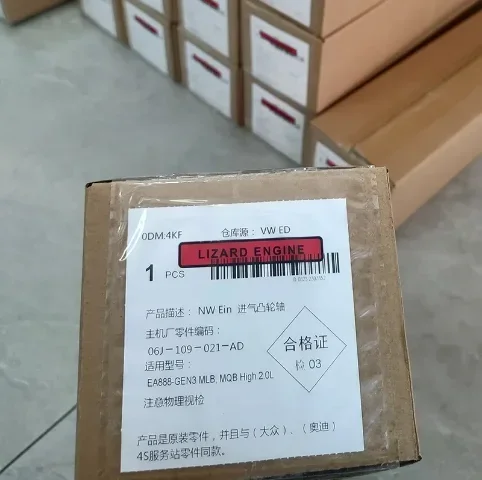 ODM:4KF 仓库源： VW ED
LIZARD ENGINE
1 PCS
产品描述： NW Ein 进气凸轮轴
主机厂零件编码：
06J-109-021-AD
适用型号：
EA888-GEN3 MLB, MQB High 2.0L
注意物理视检
合格证
检 03
产品是原装零件，并且与（大众）、（奥迪）
4S服务站零件同款。